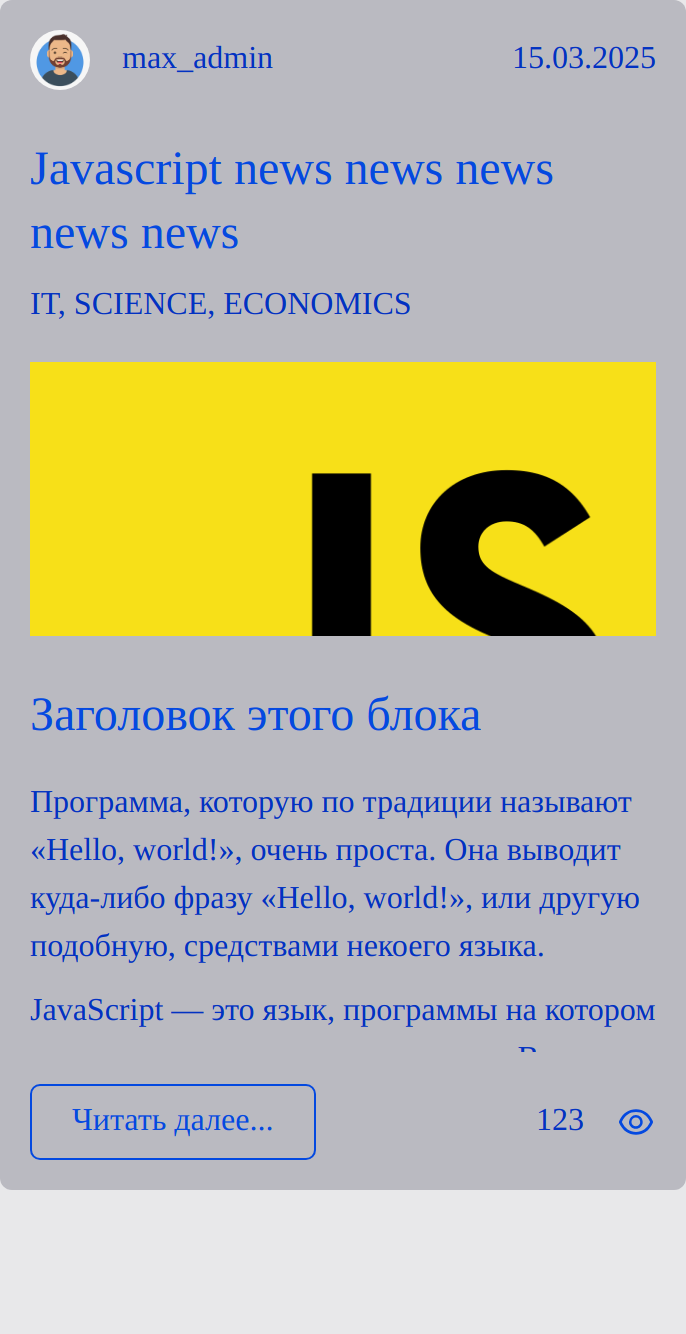 max_admin 15.03.2025
Javascript news news news
news news
IT, SCIENCE, ECONOMICS
JS
Заголовок этого блока
Программа, которую по традиции называют
«Hello, world!», очень проста. Она выводит
куда-либо фразу «Hello, world!», или другую
подобную, средствами некоего языка.
JavaScript — это язык, программы на котором
Читать далее... 123